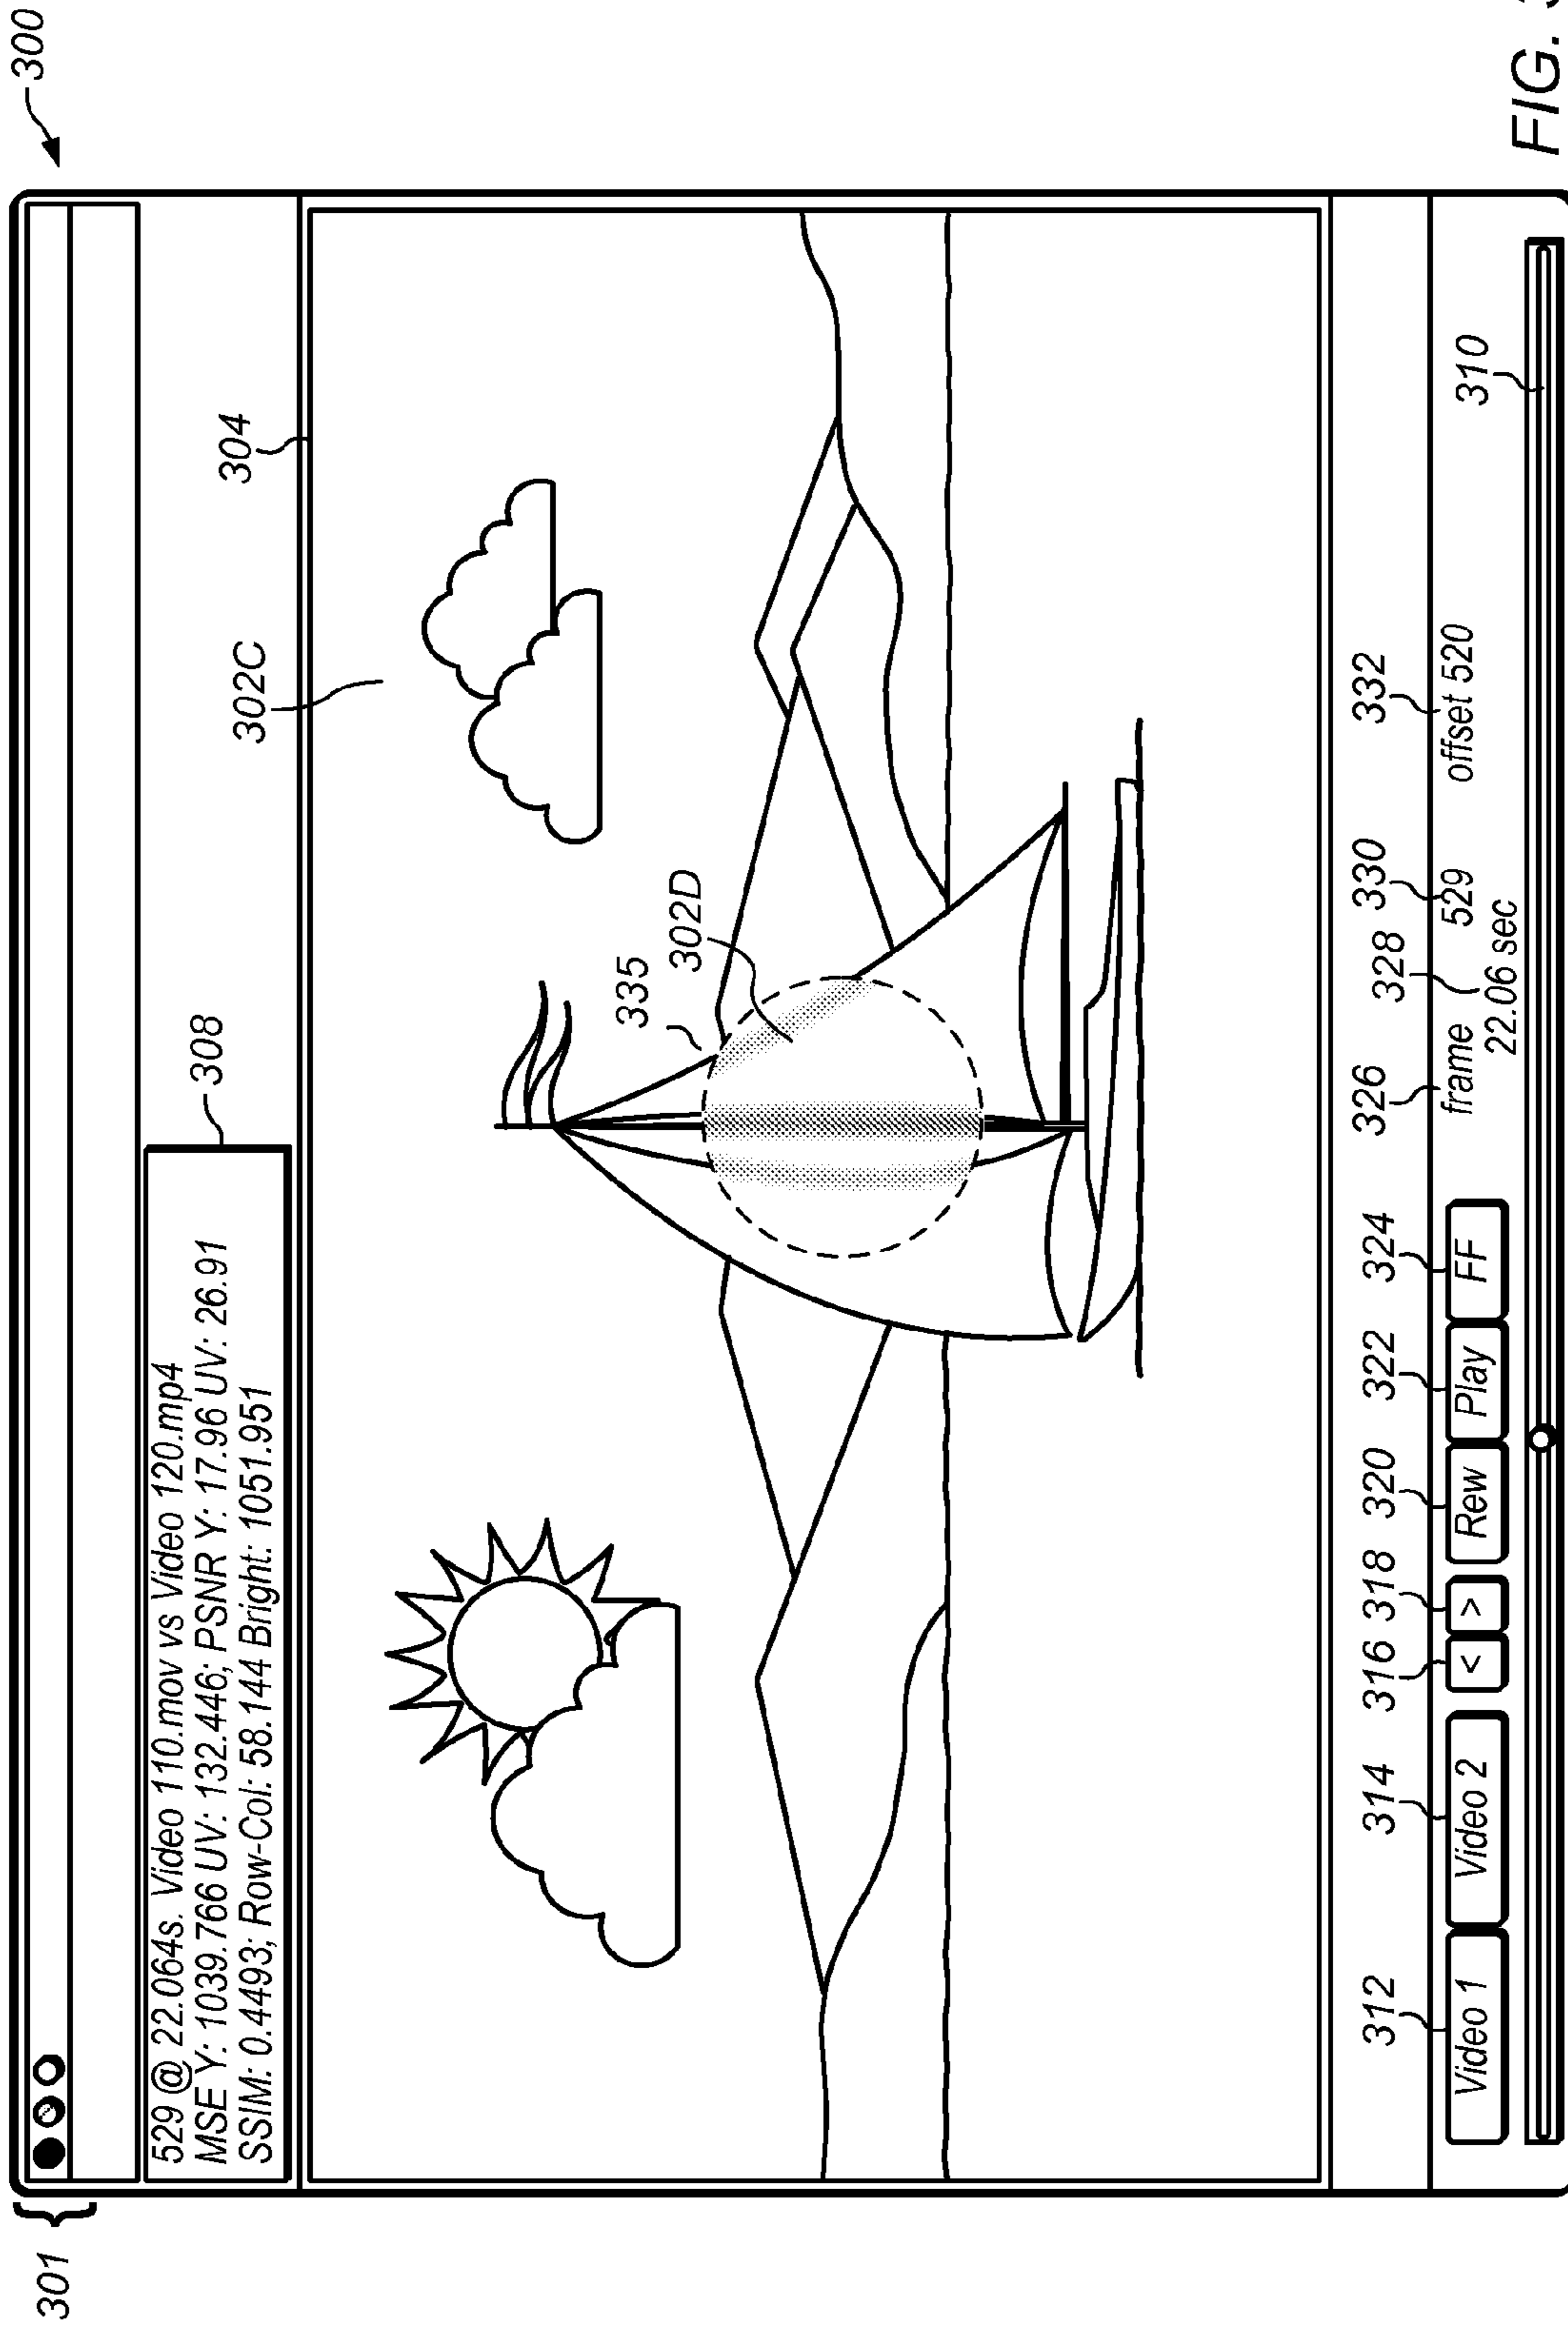 300
301
529 @ 22.064s. Video 110.mov vs Video 120.mp4
MSE Y: 1039.766 UV: 132.446; PSNR Y: 17.96 UV: 26.91
SSIM: 0.4493; Row-Col: 58.144 Bright: 1051.951
308
302C
304
335
302D
312
314
316
318
320
322
324
326
328
330
332
310
Video 1
Video 2
<
>
Rew
Play
FF
frame
529
offset 520
22.06 sec
FIG.